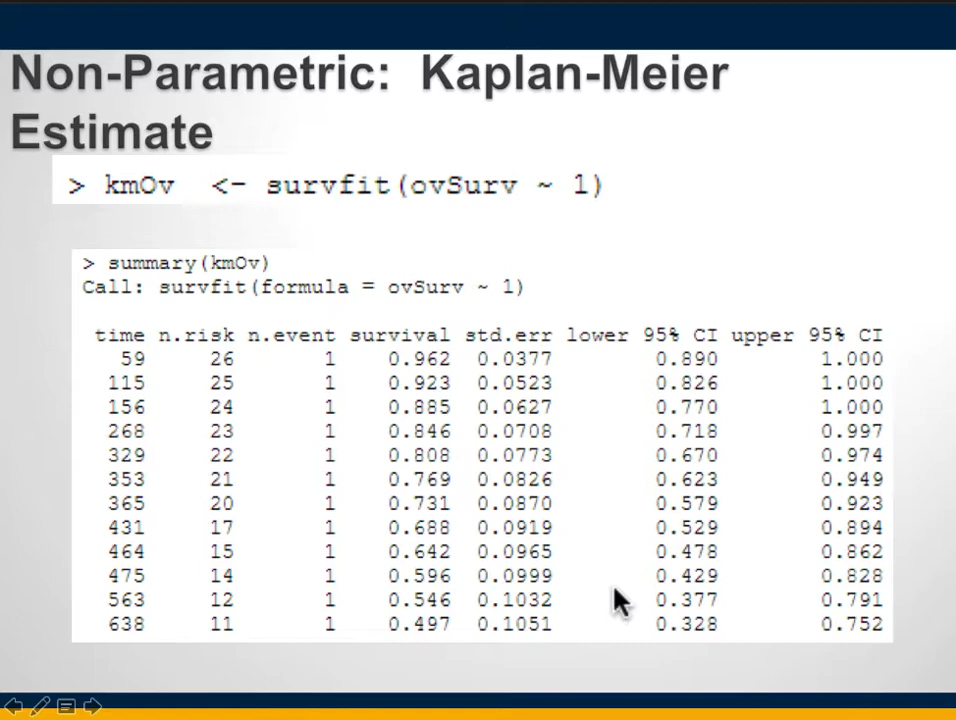 Non-Parametric: Kaplan-Meier
Estimate
> kmOv <- survfit(ovSurv ~ 1)
> summary(kmOv)
Call: survfit(formula = ovSurv ~ 1)
time n.risk n.event survival std.err lower 95% CI upper 95% CI
59 26 1 0.962 0.0377 0.890 1.000
115 25 1 0.923 0.0523 0.826 1.000
156 24 1 0.885 0.0627 0.770 1.000
268 23 1 0.846 0.0708 0.718 0.997
329 22 1 0.808 0.0773 0.670 0.974
353 21 1 0.769 0.0826 0.623 0.949
365 20 1 0.731 0.0870 0.579 0.923
431 17 1 0.688 0.0919 0.529 0.894
464 15 1 0.642 0.0965 0.478 0.862
475 14 1 0.596 0.0999 0.429 0.828
563 12 1 0.546 0.1032 0.377 0.791
638 11 1 0.497 0.1051 0.328 0.752